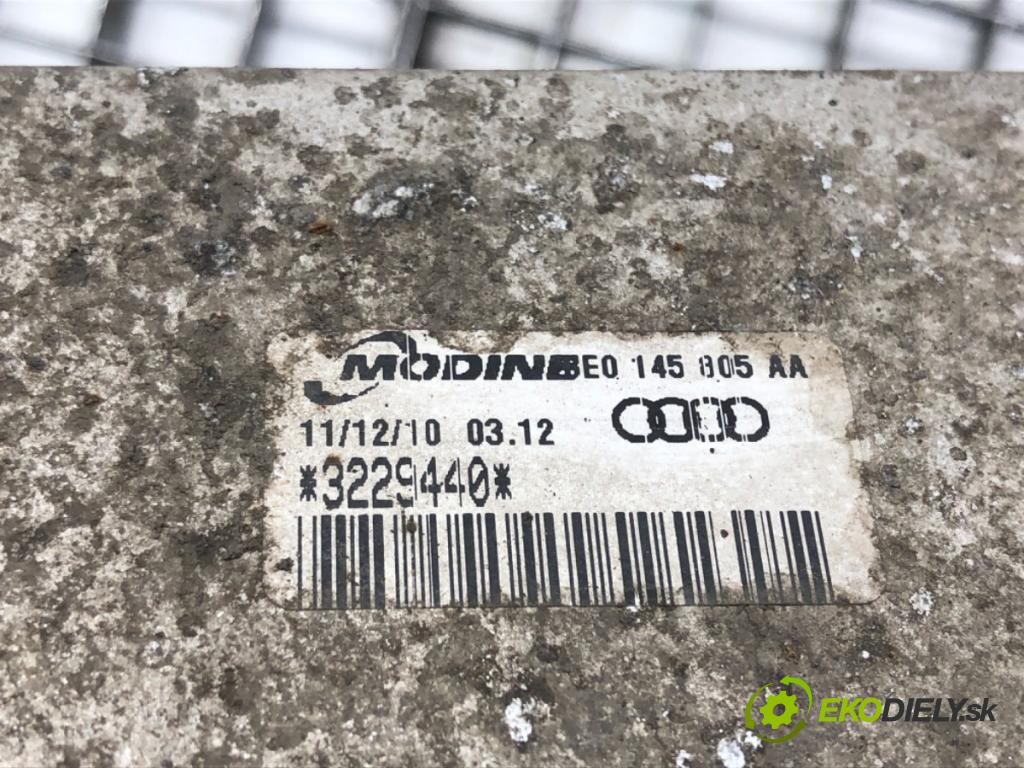 MODINE 8E0 145 805 AA
11/12/10 03.12
*3229440*
EKODIELY.sk